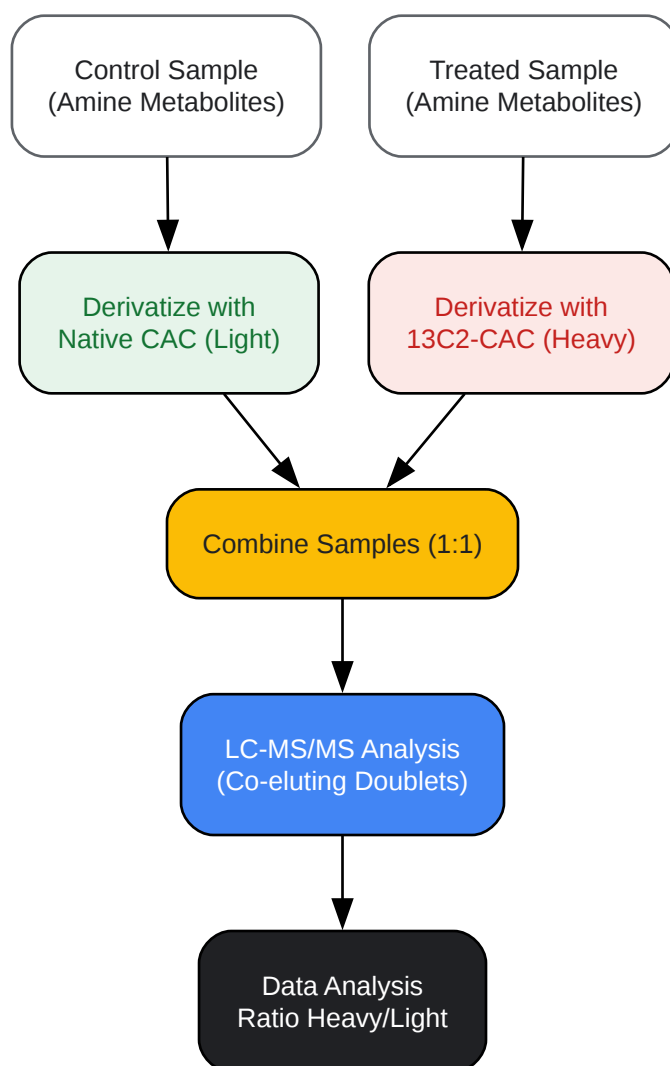 Control Sample
(Amine Metabolites)
Treated Sample
(Amine Metabolites)
Derivatize with
Native CAC (Light)
Derivatize with
13C2-CAC (Heavy)
Combine Samples (1:1)
LC-MS/MS Analysis
(Co-eluting Doublets)
Data Analysis
Ratio Heavy/Light